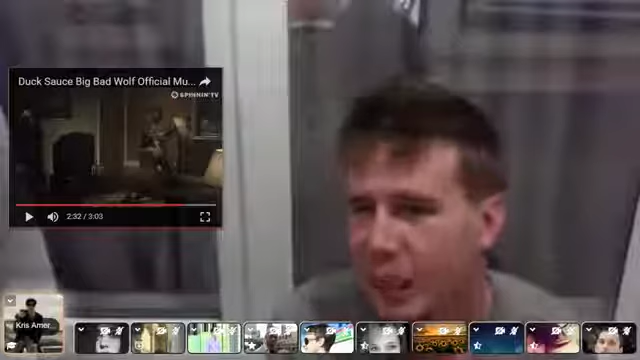 Duck Sauce Big Bad Wolf Official Mu...
SPINNIN'TV
2:32 / 3:03
Kris Amer